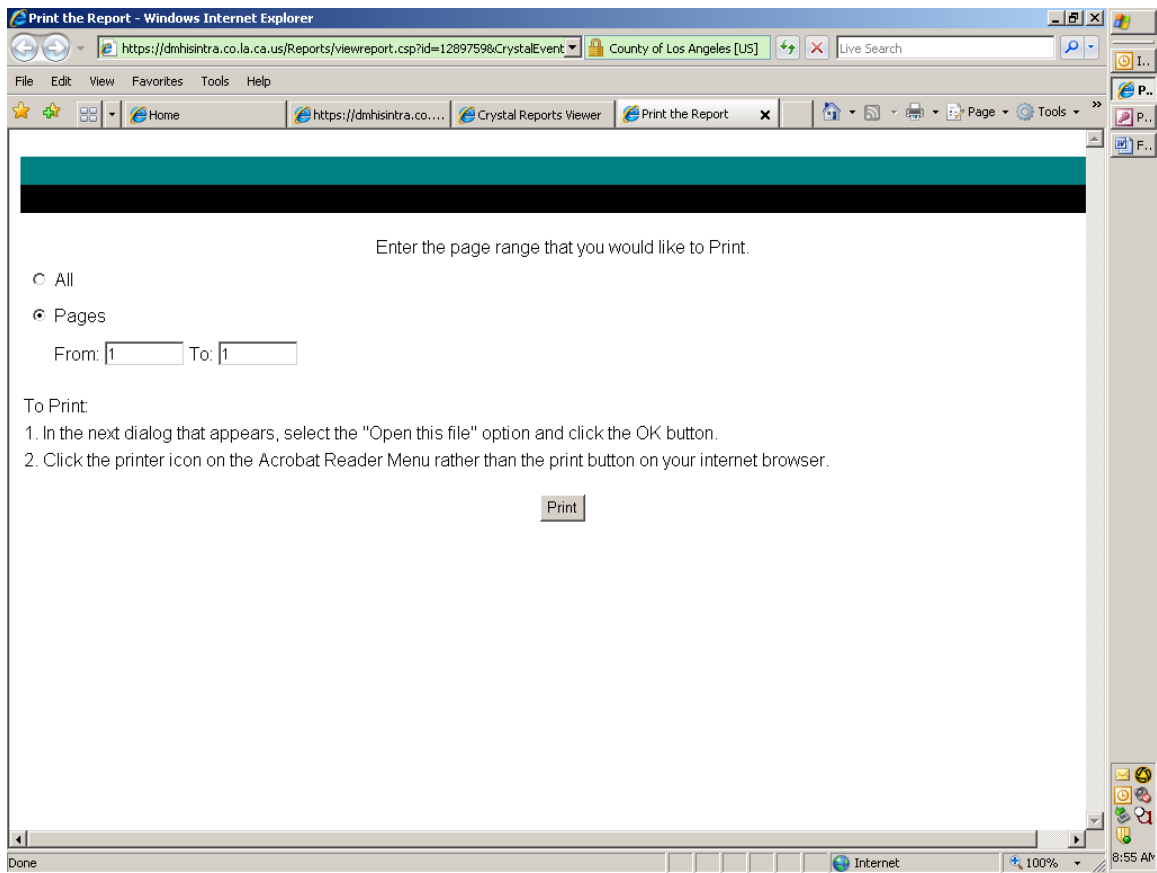 Print the Report - Windows Internet Explorer
https://dmhisintra.co.la.ca.us/Reports/viewreport.csp?id=1289759&CrystalEvent County of Los Angeles [US] Live Search
I..
File Edit View Favorites Tools Help
P..
Home https://dmhisintra.co.... Crystal Reports Viewer Print the Report Page Tools
P..
F..
Enter the page range that you would like to Print.
All
Pages
From: 1 To: 1
To Print:
1. In the next dialog that appears, select the "Open this file" option and click the OK button.
2. Click the printer icon on the Acrobat Reader Menu rather than the print button on your internet browser.
Print
Done Internet 100% 8:55 AM